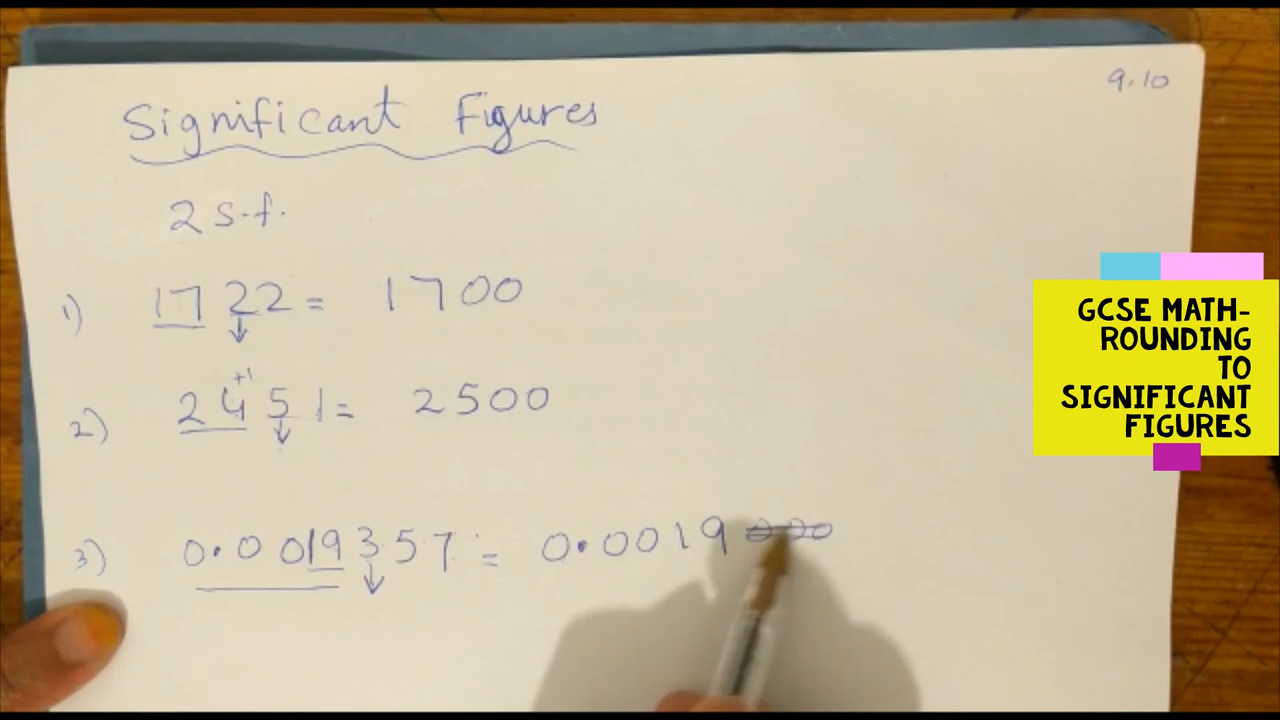 9.10
Significant Figures
2 s.f.
1) 1722 = 1700
+1
2) 2451 = 2500
3) 0.0019357 = 0.0019000
GCSE MATH-
ROUNDING
TO
SIGNIFICANT
FIGURES